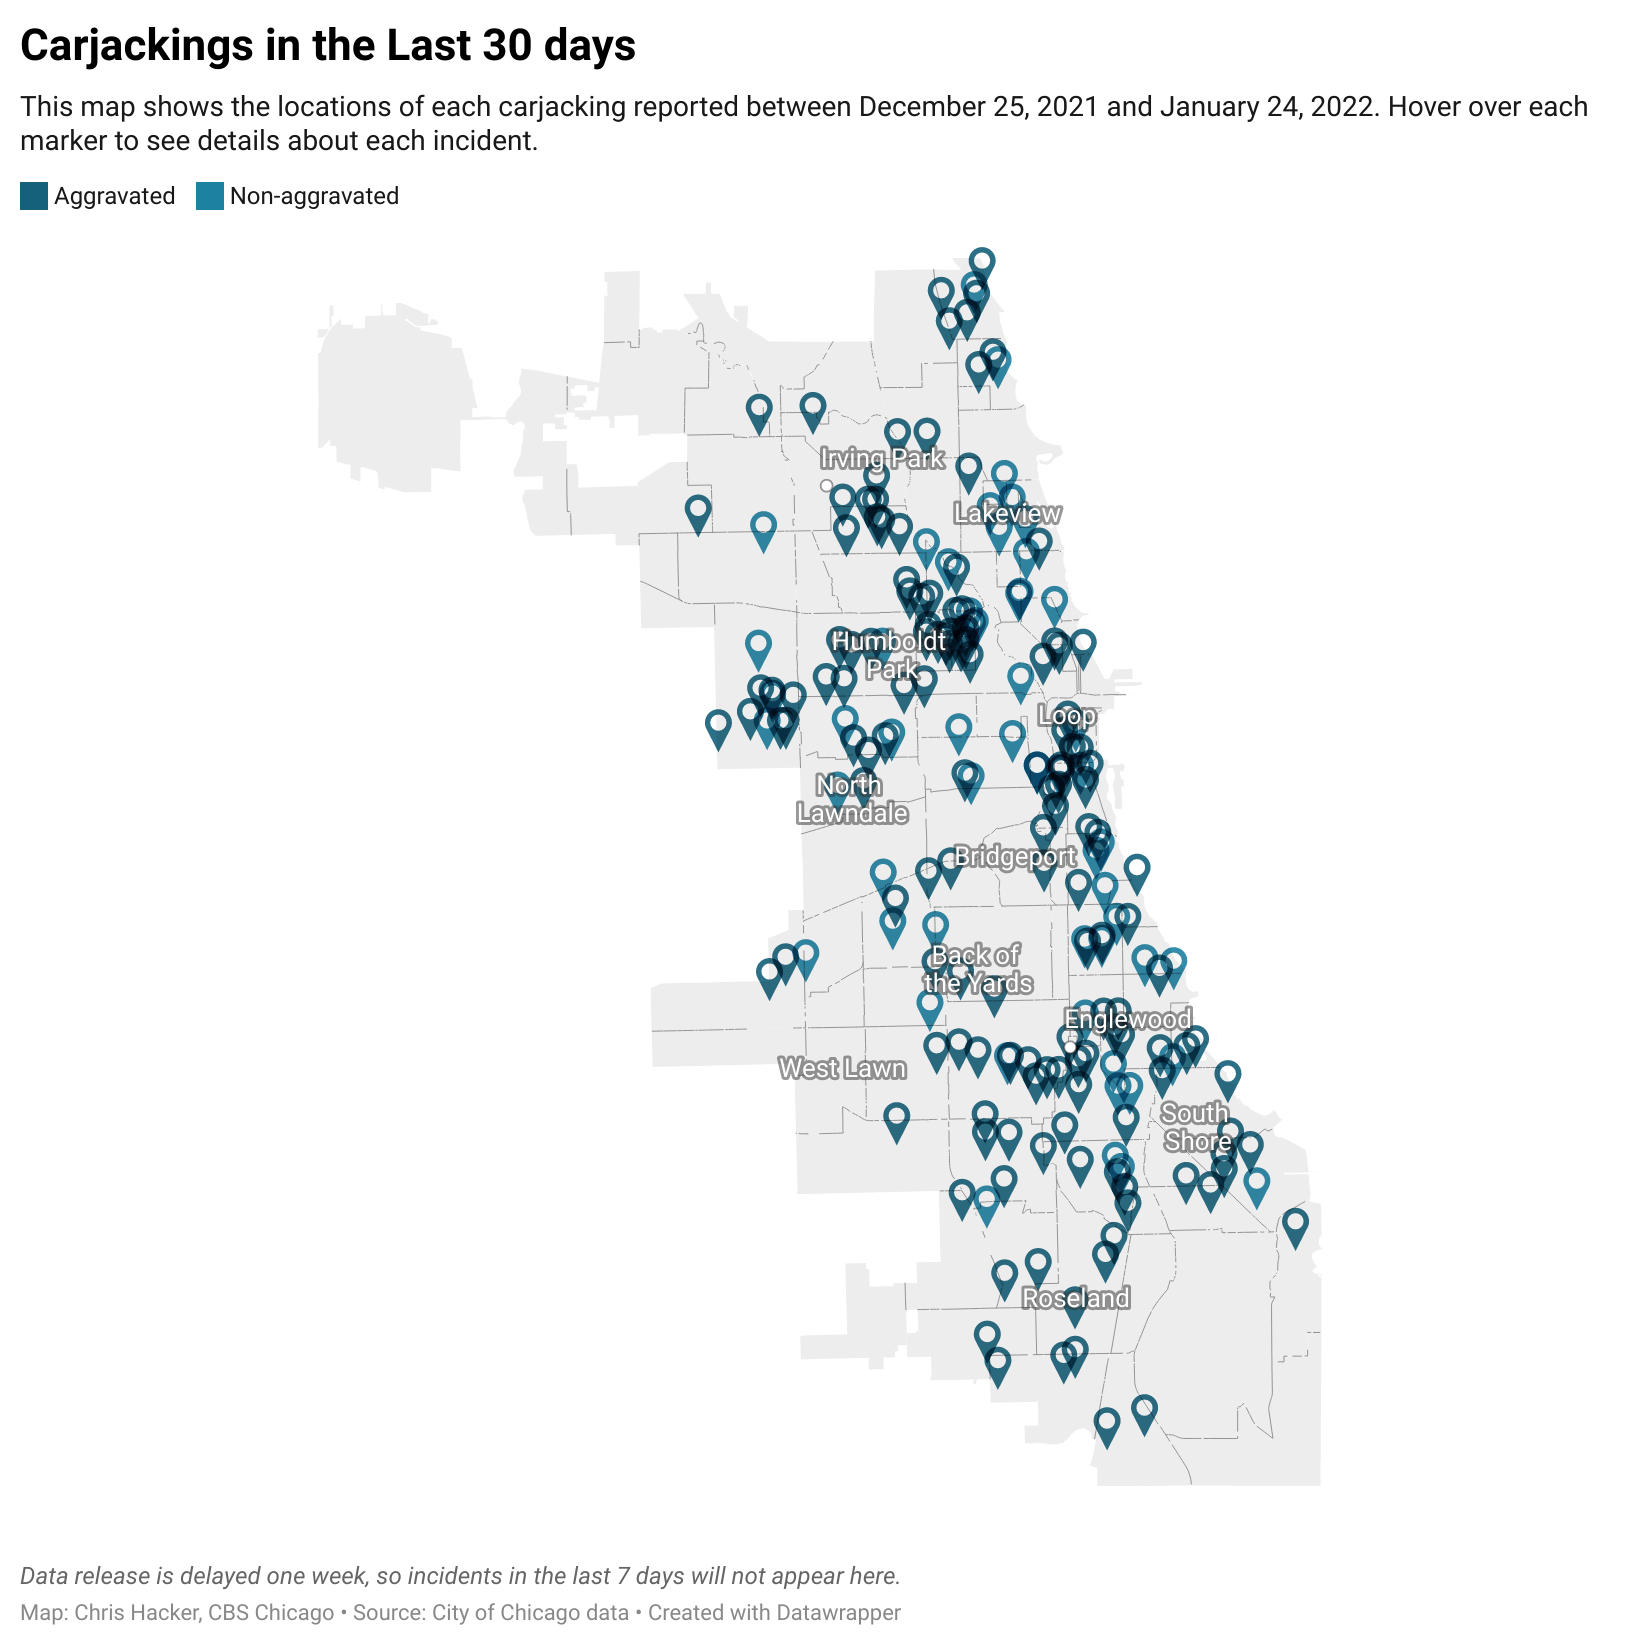 Carjackings in the Last 30 days
This map shows the locations of each carjacking reported between December 25, 2021 and January 24, 2022. Hover over each
marker to see details about each incident.
Aggravated Non-aggravated
Irving Park
Lakeview
Humboldt
Park
Loop
North
Lawndale
Bridgeport
Back of
the Yards
Englewood
West Lawn
South
Shore
Roseland
Data release is delayed one week, so incidents in the last 7 days will not appear here.
Map: Chris Hacker, CBS Chicago • Source: City of Chicago data • Created with Datawrapper